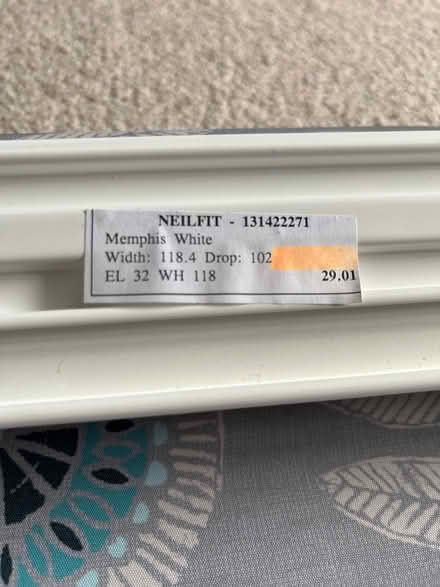 NEILFIT - 131422271
Memphis White
Width: 118.4 Drop: 102
EL 32 WH 118 29.01